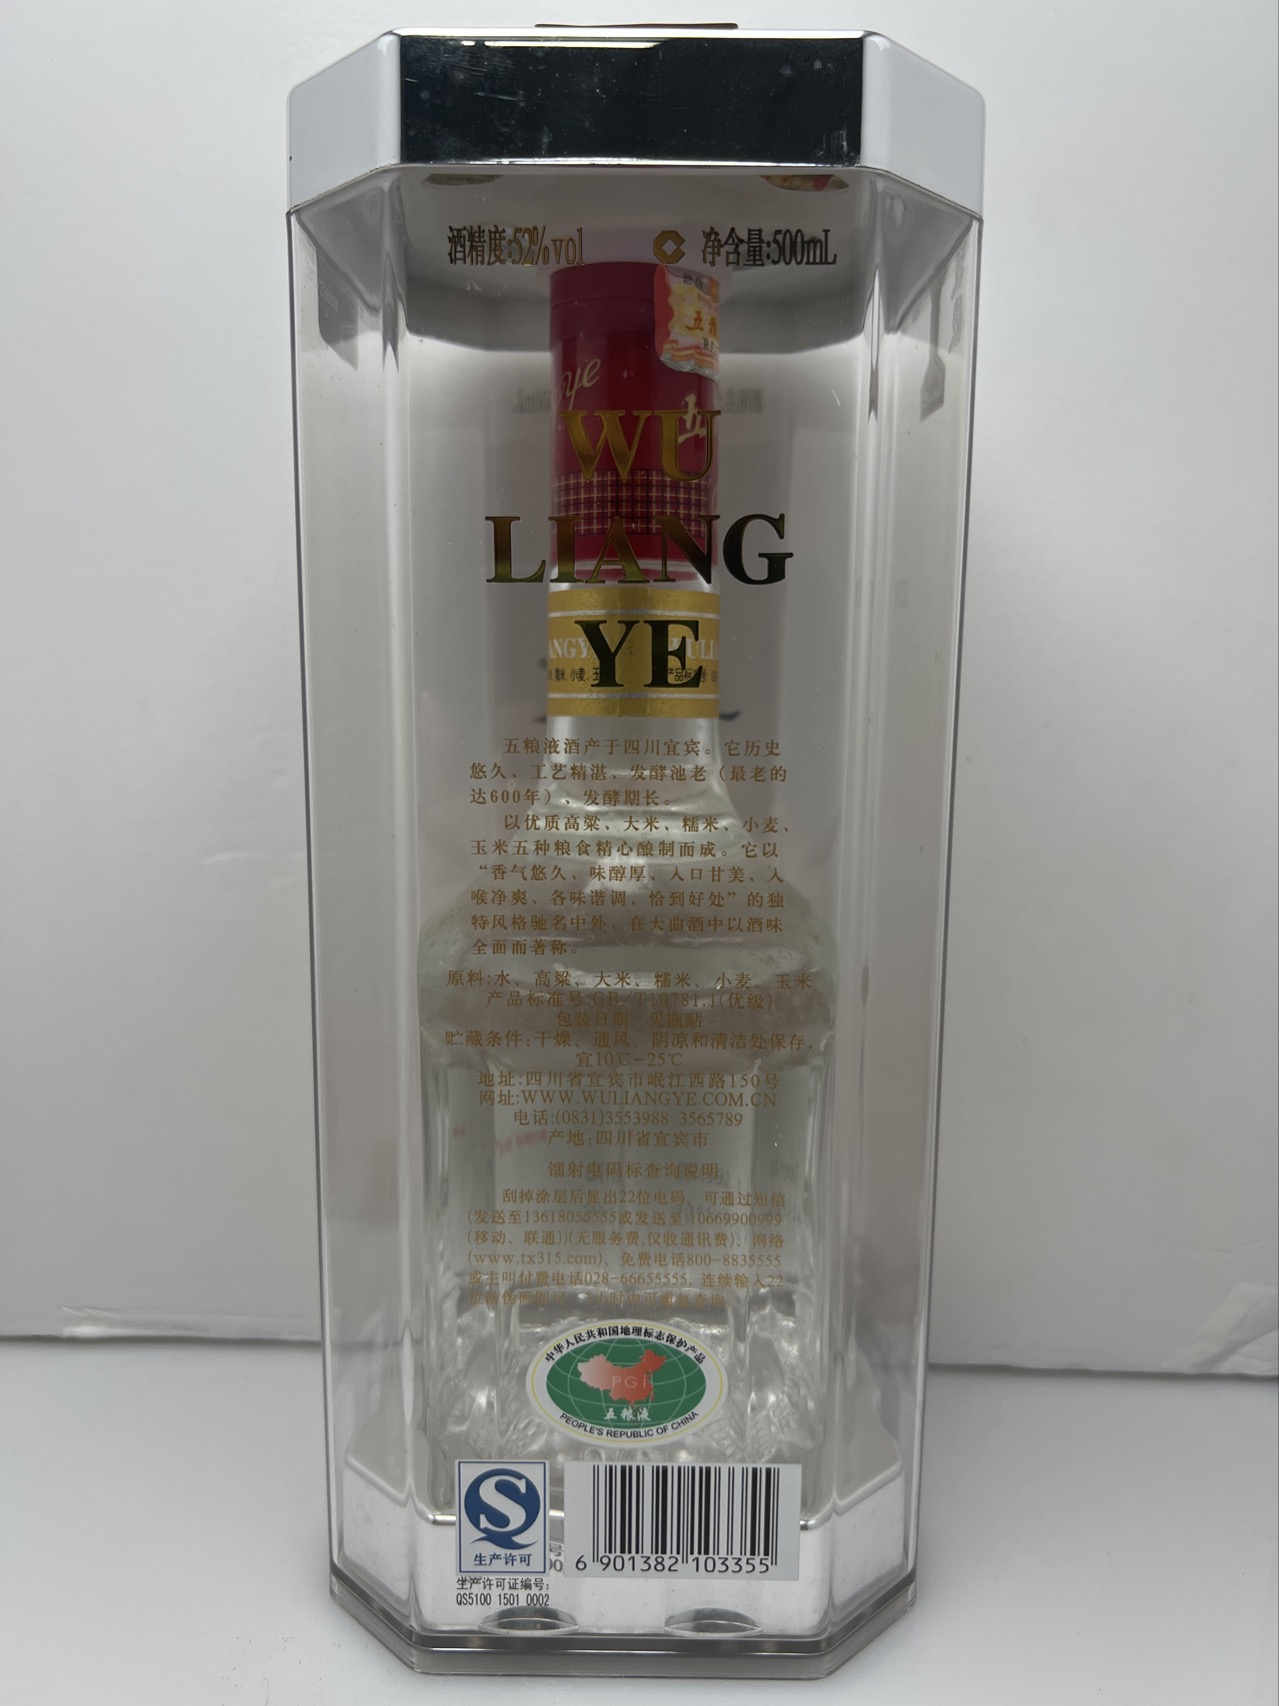 酒精度:52%vol 净含量:500mL
WU
LIANG
YE
五粮液酒产于四川宜宾。它历史
悠久、工艺精湛、发酵池老（最老的
达600年）、发酵期长。
以优质高粱、大米、糯米、小麦、
玉米五种粮食精心酿制而成。它以
“香气悠久、味醇厚、入口甘美、入
喉净爽、各味谐调、恰到好处”的独
特风格驰名中外，在大曲酒中以酒味
全面而著称。
原料:水、高粱、大米、糯米、小麦、玉米
产品标准号:GB/T10781.1(优级)
包装日期：见瓶贴
贮藏条件:干燥、通风、阴凉和清洁处保存，
宜10℃-25℃
地址:四川省宜宾市岷江西路150号
网址:WWW.WULIANGYE.COM.CN
电话:(0831)3553988 3565789
产地:四川省宜宾市
镭射电码标查询说明
刮掉涂层后显出22位电码，可通过短信
(发送至13618055555或发送至:10669900999
(移动、联通))(无服务费,仅收通讯费)、网络
(www.tx315.com)、免费电话800-8835555
或主叫付费电话028-66655555，连续输入22
中华人民共和国地理标志保护产品
PGI
五粮液
PEOPLE'S REPUBLIC OF CHINA
生产许可
生产许可证编号:
QS5100 1501 0002
6 901382 103355